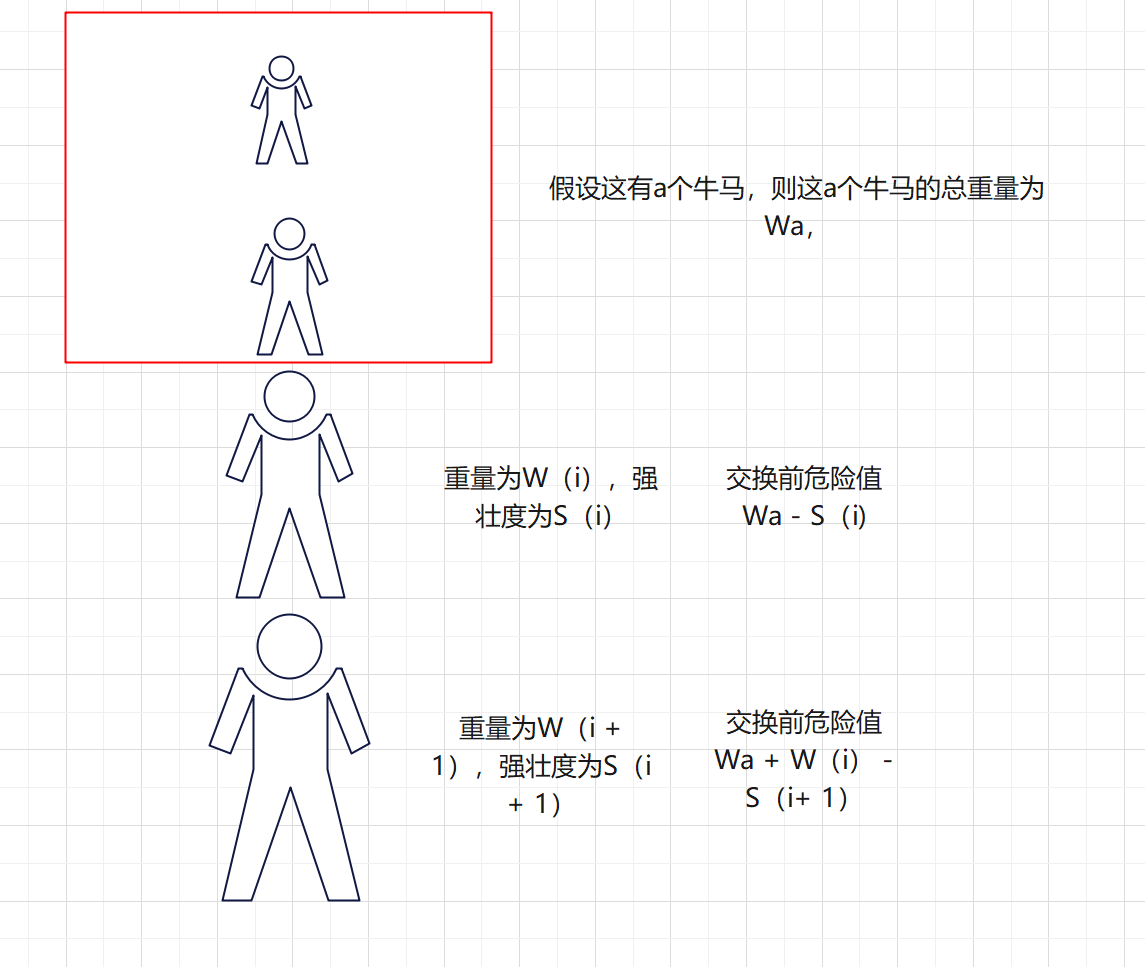 假设这有a个牛马，则这a个牛马的总重量为
Wa，
重量为W（i），强
壮度为S（i）
交换前危险值
Wa - S（i)
重量为W（i +
1），强壮度为S（i
+ 1）
交换前危险值
Wa + W（i） -
S（i+ 1）